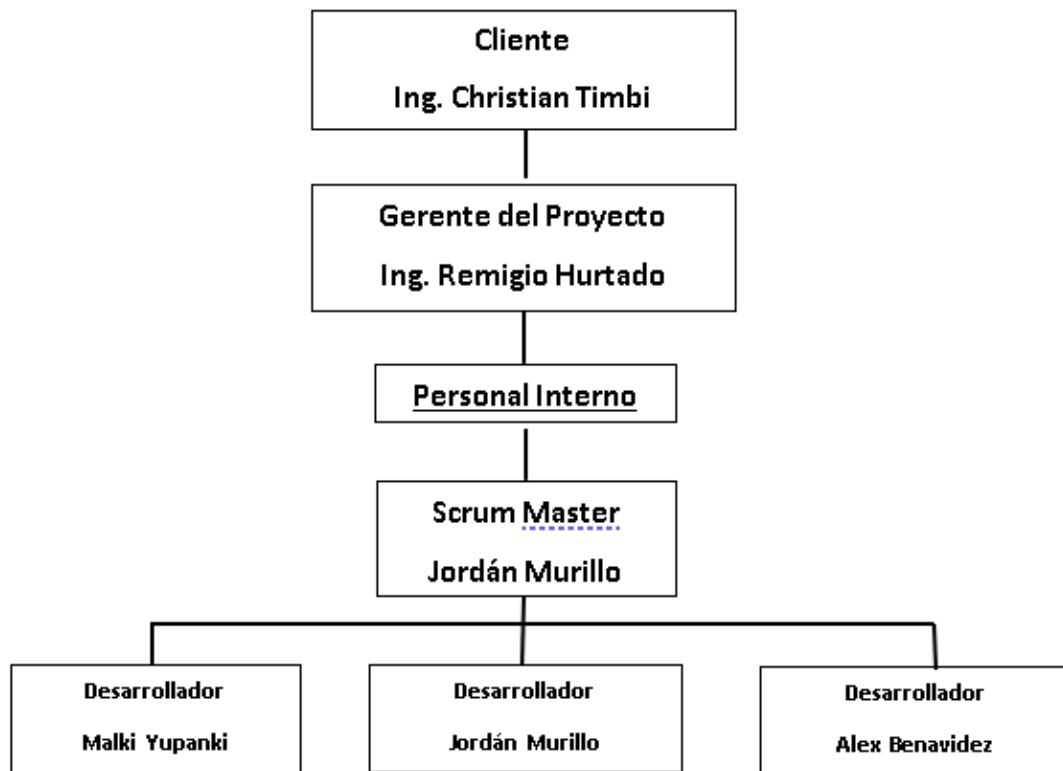 Cliente
Ing. Christian Timbi
Gerente del Proyecto
Ing. Remigio Hurtado
Personal Interno
Scrum Master
Jordán Murillo
Desarrollador
Malki Yupanki
Desarrollador
Jordán Murillo
Desarrollador
Alex Benavidez